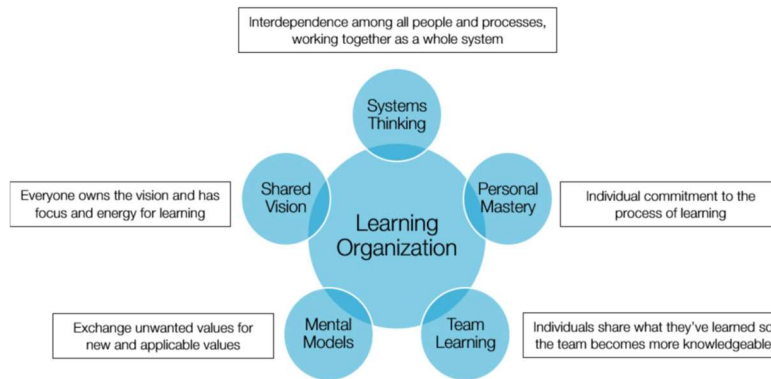 Interdependence among all people and processes,
working together as a whole system
Systems
Thinking
Shared
Vision
Everyone owns the vision and has
focus and energy for learning
Personal
Mastery
Individual commitment to the
process of learning
Learning
Organization
Mental
Models
Exchange unwanted values for
new and applicable values
Team
Learning
Individuals share what they've learned so
the team becomes more knowledgeable